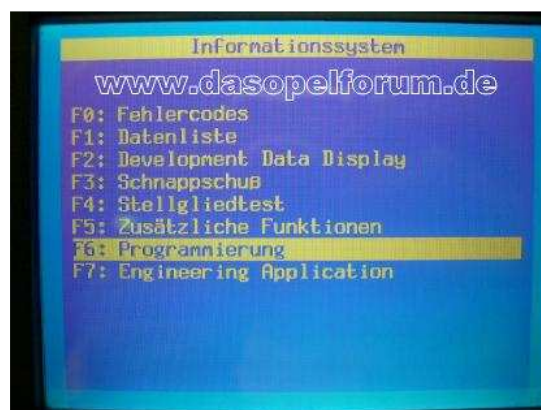 Informationssystem
www.dasopelforum.de
F0: Fehlercodes
F1: Datenliste
F2: Development Data Display
F3: Schnappschuß
F4: Stellgliedtest
F5: Zusätzliche Funktionen
F6: Programmierung
F7: Engineering Application